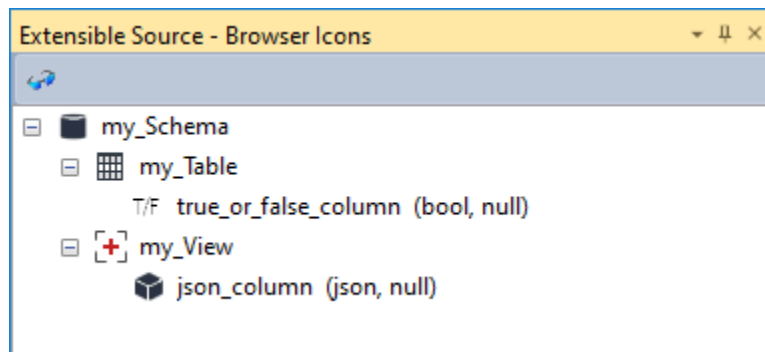 Extensible Source - Browser Icons
my_Schema
my_Table
T/F true_or_false_column (bool, null)
my_View
json_column (json, null)